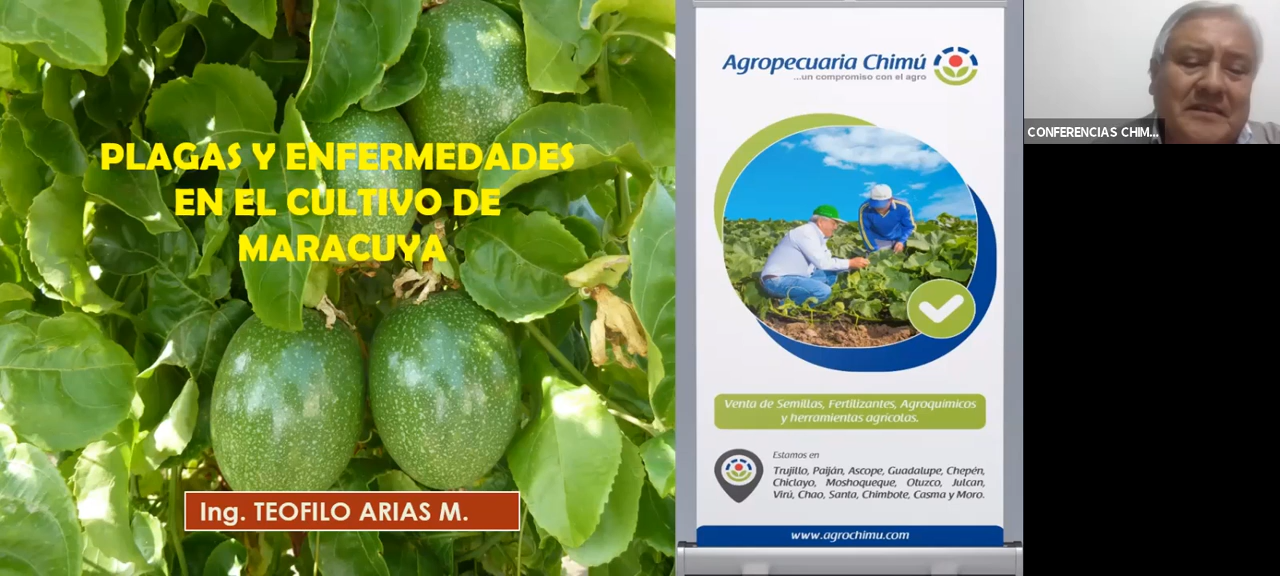 PLAGAS Y ENFERMEDADES
EN EL CULTIVO DE
MARACUYA
Ing. TEOFILO ARIAS M.
Agropecuaria Chimú
...un compromiso con el agro
Venta de Semillas, Fertilizantes, Agroquímicos
y herramientas agrícolas.
Estamos en
Trujillo, Paiján, Ascope, Guadalupe, Chepén,
Chiclayo, Moshoqueque, Otuzco, Julcan,
Virú, Chao, Santa, Chimbote, Casma y Moro.
www.agrochimu.com
CONFERENCIAS CHIM...